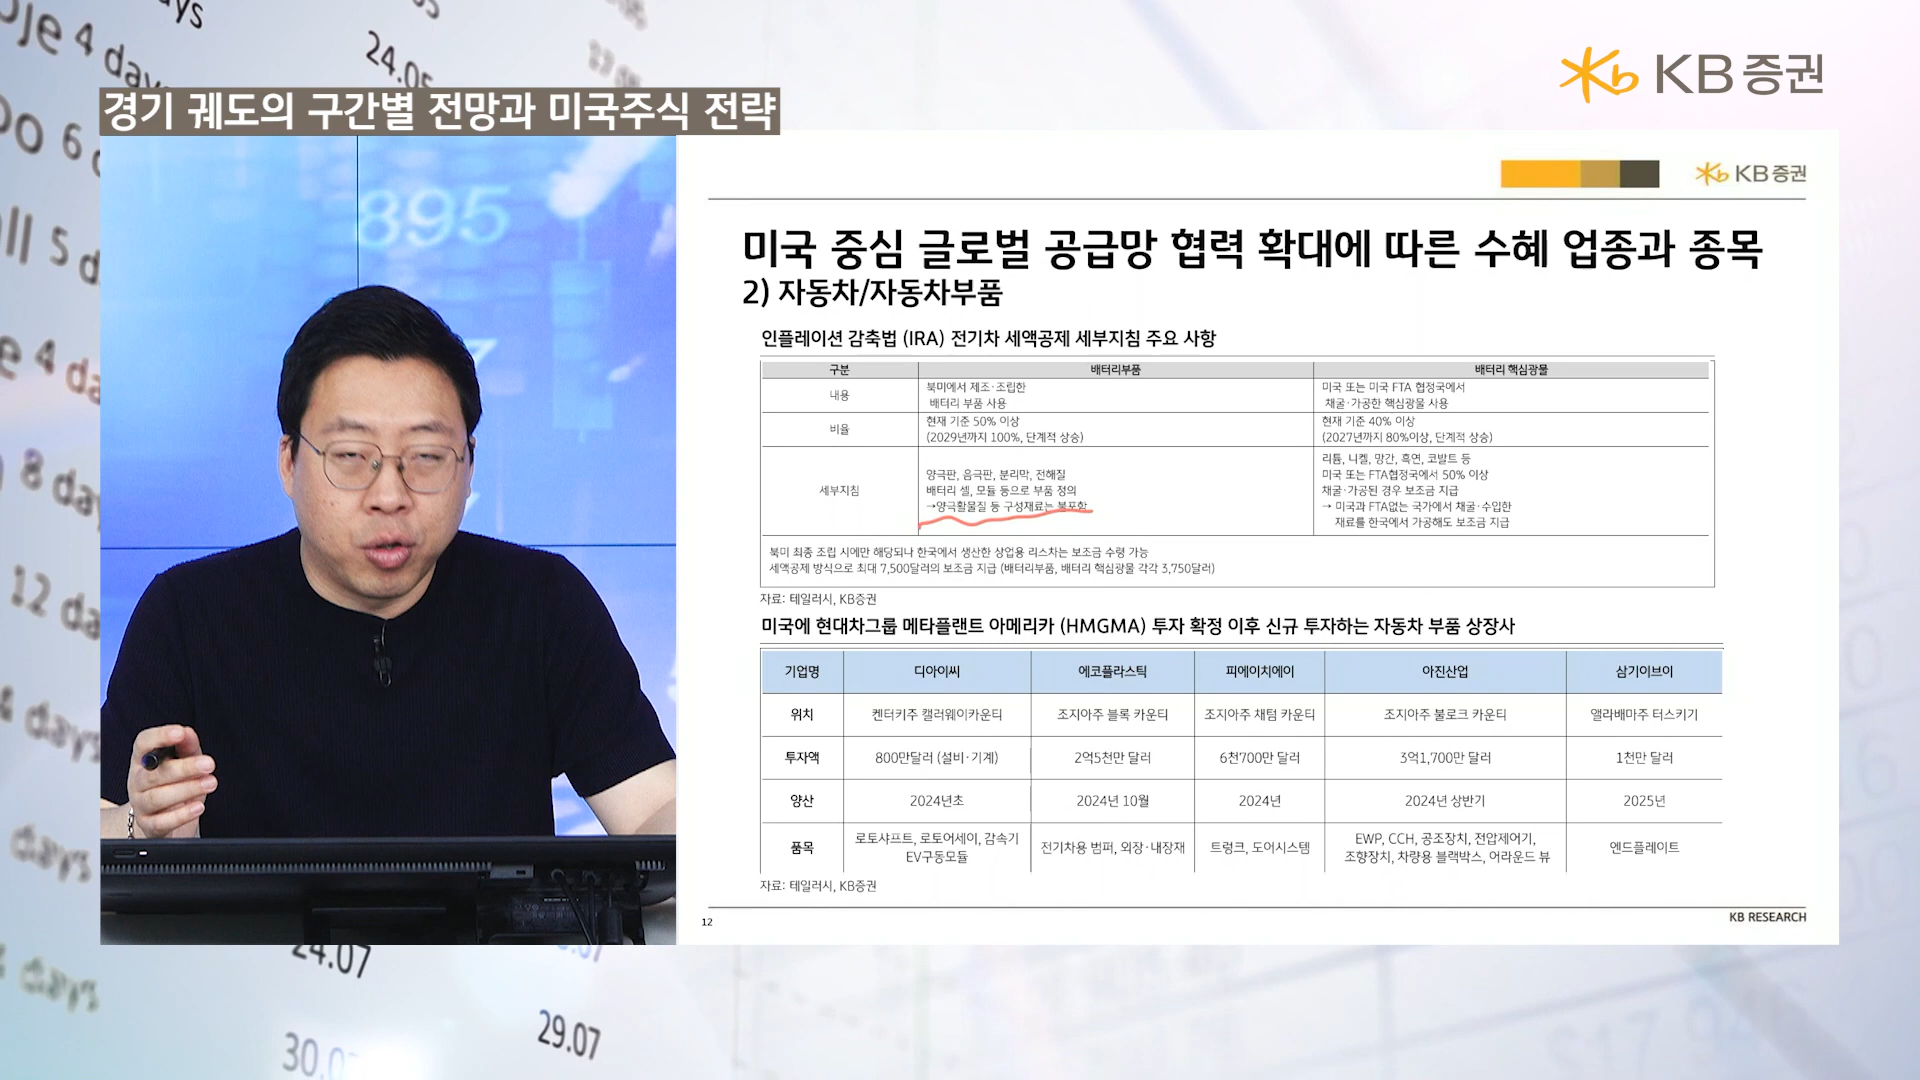 KB증권
경기 궤도의 구간별 전망과 미국주식 전략
KB증권
미국 중심 글로벌 공급망 협력 확대에 따른 수혜 업종과 종목
2) 자동차/자동차부품
인플레이션 감축법 (IRA) 전기차 세액공제 세부지침 주요 사항
구분 배터리부품 배터리 핵심광물
내용
북미에서 제조·조립한
배터리 부품 사용
미국 또는 미국 FTA 협정국에서
채굴·가공한 핵심광물 사용
비율
현재 기준 50% 이상
(2029년까지 100%, 단계적 상승)
현재 기준 40% 이상
(2027년까지 80%이상, 단계적 상승)
세부지침
양극판, 음극판, 분리막, 전해질
배터리 셀, 모듈 등으로 부품 정의
→양극활물질 등 구성재료는 불포함
리튬, 니켈, 망간, 흑연, 코발트 등
미국 또는 FTA협정국에서 50% 이상
채굴·가공된 경우 보조금 지급
→ 미국과 FTA없는 국가에서 채굴·수입한
재료를 한국에서 가공해도 보조금 지급
북미 최종 조립 시에만 해당되나 한국에서 생산한 상업용 리스차는 보조금 수령 가능
세액공제 방식으로 최대 7,500달러의 보조금 지급 (배터리부품, 배터리 핵심광물 각각 3,750달러)
자료: 테일러시, KB증권
미국에 현대차그룹 메타플랜트 아메리카 (HMGMA) 투자 확정 이후 신규 투자하는 자동차 부품 상장사
기업명 디아이씨 에코플라스틱 피에이치에이 아진산업 삼기이브이
위치 켄터키주 캘러웨이카운티 조지아주 블록 카운티 조지아주 채텀 카운티 조지아주 불로크 카운티 앨라배마주 터스키기
투자액 800만달러 (설비·기계) 2억5천만 달러 6천700만 달러 3억1,700만 달러 1천만 달러
양산 2024년초 2024년 10월 2024년 2024년 상반기 2025년
품목
로토샤프트, 로토어세이, 감속기
EV구동모듈
전기차용 범퍼, 외장·내장재
트렁크, 도어시스템
EWP, CCH, 공조장치, 전압제어기,
조향장치, 차량용 블랙박스, 어라운드 뷰
엔드플레이트
자료: 테일러시, KB증권
12
KB RESEARCH
895
4 days
24.05
6
5 d
4 da
8 day
12 da
days
days
days
24.07
29.07